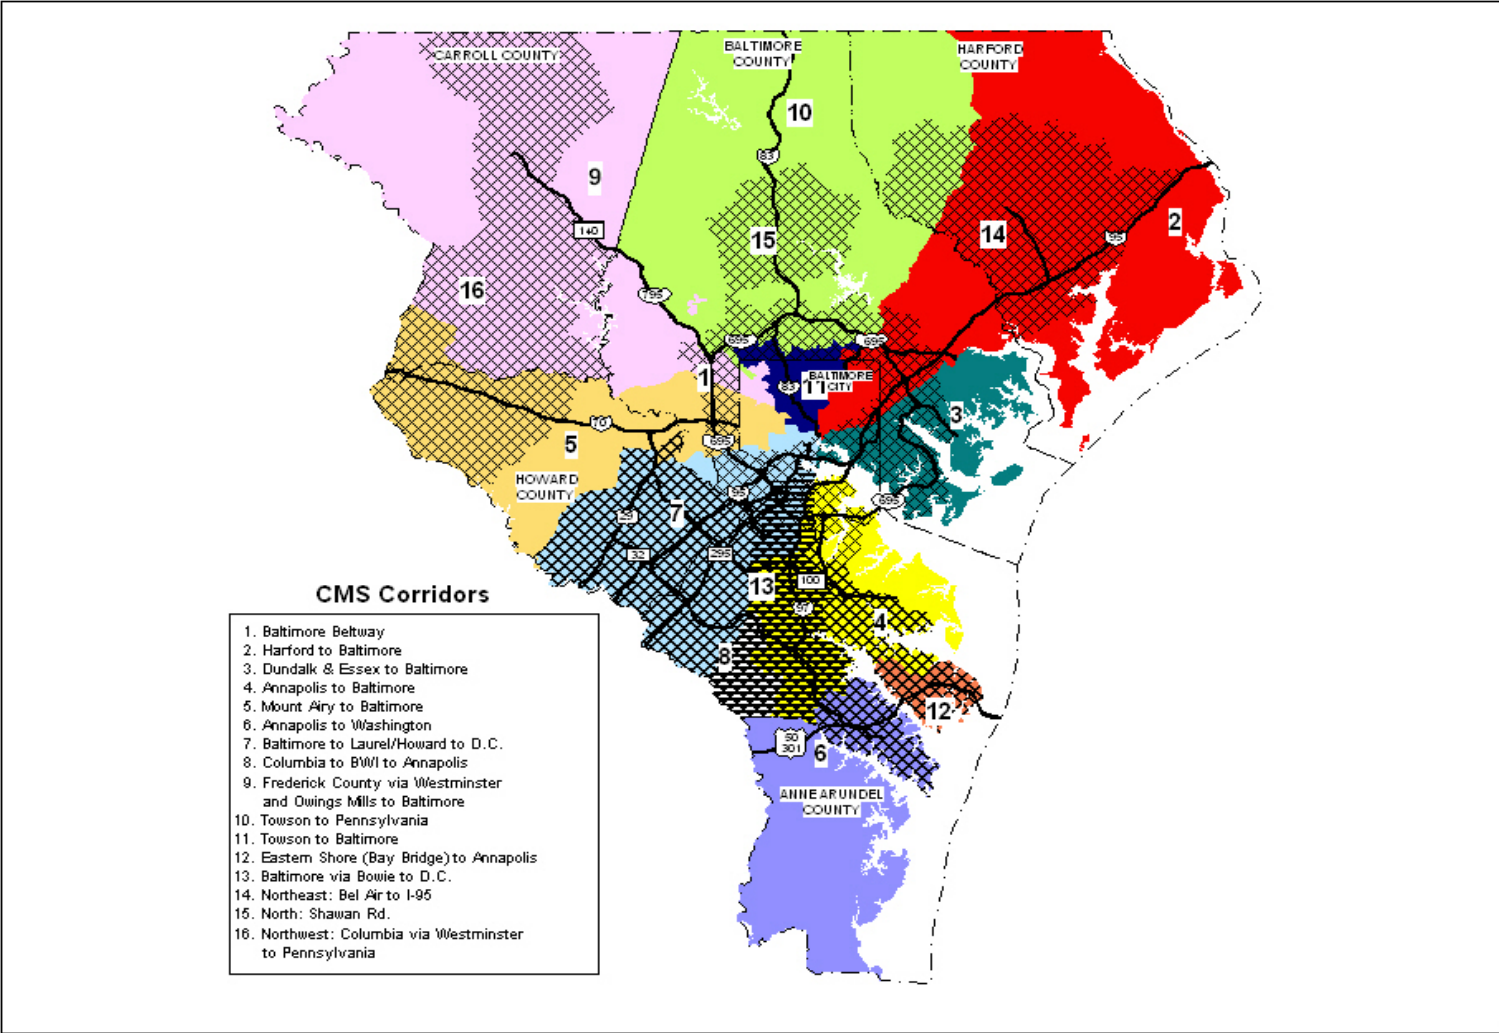 CARROLL COUNTY
BALTIMORE
COUNTY
HARFORD
COUNTY
10
83
9
140
15
14
2
95
16
795
695
695
1
83
11
BALTIMORE
CITY
3
70
5
695
HOWARD
COUNTY
95
695
7
29
32
295
13
100
97
4
8
12
50
301
6
ANNE ARUNDEL
COUNTY
CMS Corridors
1. Baltimore Beltway
2. Harford to Baltimore
3. Dundalk & Essex to Baltimore
4. Annapolis to Baltimore
5. Mount Airy to Baltimore
6. Annapolis to Washington
7. Baltimore to Laurel/Howard to D.C.
8. Columbia to BWI to Annapolis
9. Frederick County via Westminster
and Owings Mills to Baltimore
10. Towson to Pennsylvania
11. Towson to Baltimore
12. Eastern Shore (Bay Bridge) to Annapolis
13. Baltimore via Bowie to D.C.
14. Northeast: Bel Air to I-95
15. North: Shawan Rd.
16. Northwest: Columbia via Westminster
to Pennsylvania